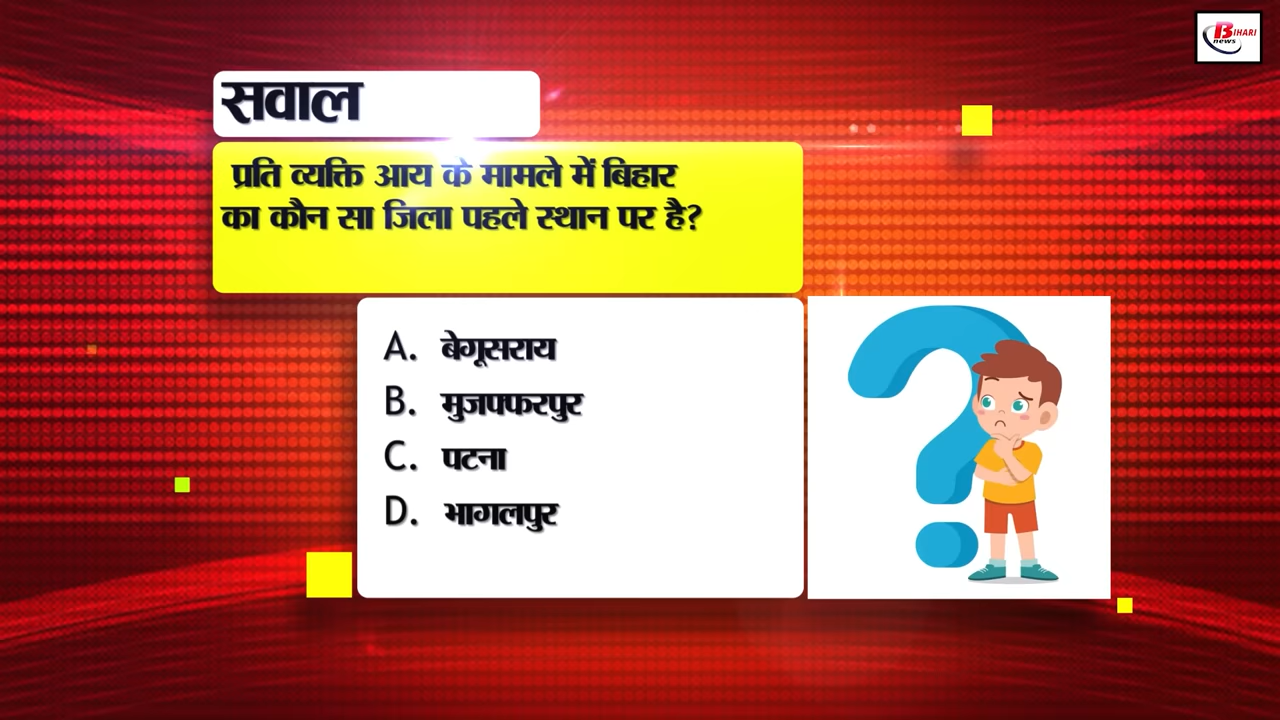 BIHARI
news
सवाल
प्रति व्यक्ति आय के मामले में बिहार
का कौन सा जिला पहले स्थान पर है?
A. बेगूसराय
B. मुजफ्फरपुर
C. पटना
D. भागलपुर